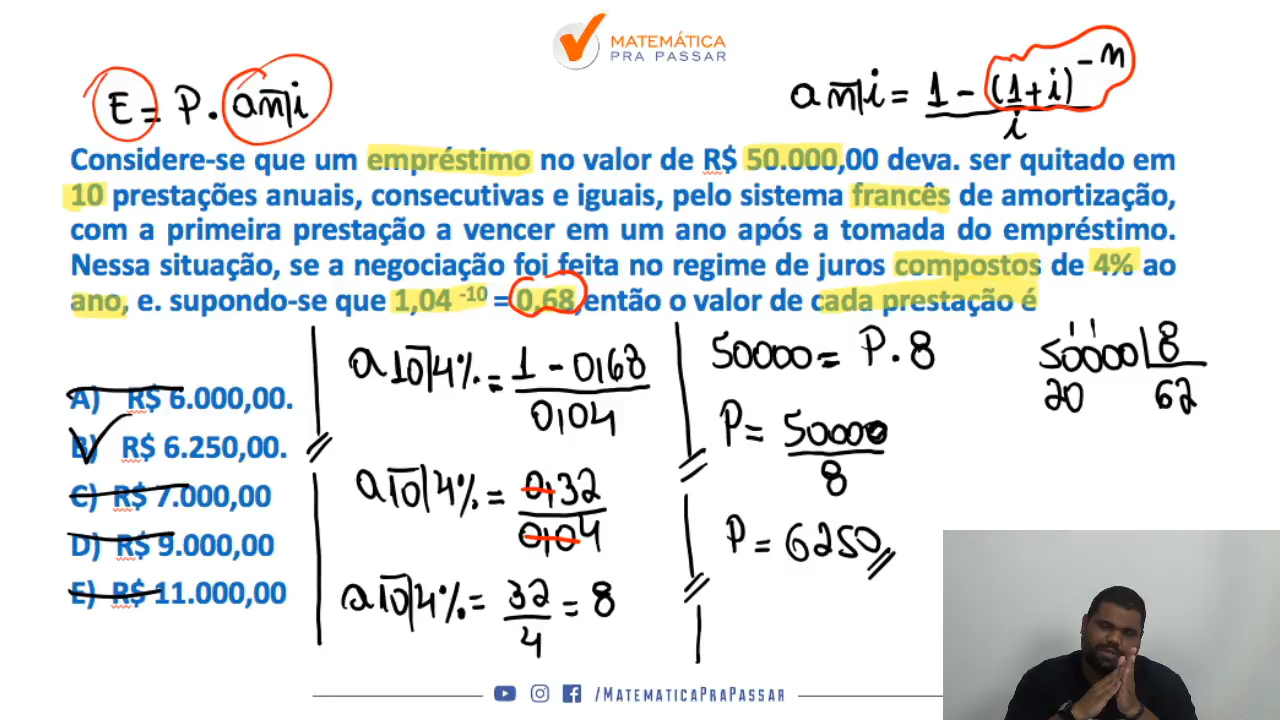 MATEMÁTICA
PRA PASSAR
E = P . an̅|i
an̅|i = 1 - (1+i)^-n / i
Considere-se que um empréstimo no valor de R$ 50.000,00 deva. ser quitado em
10 prestações anuais, consecutivas e iguais, pelo sistema francês de amortização,
com a primeira prestação a vencer em um ano após a tomada do empréstimo.
Nessa situação, se a negociação foi feita no regime de juros compostos de 4% ao
ano, e. supondo-se que 1,04 -10 = 0,68, então o valor de cada prestação é
A) R$ 6.000,00.
B) R$ 6.250,00.
C) R$ 7.000,00
D) R$ 9.000,00
E) R$ 11.000,00
a10|4% = 1 - 0,68 / 0,04
a10|4% = 0,32 / 0,04
a10|4% = 32 / 4 = 8
50000 = P . 8
P = 50000 / 8
P = 6250
50000 | 8
20 62
/MATEMATICAPRAPASSAR